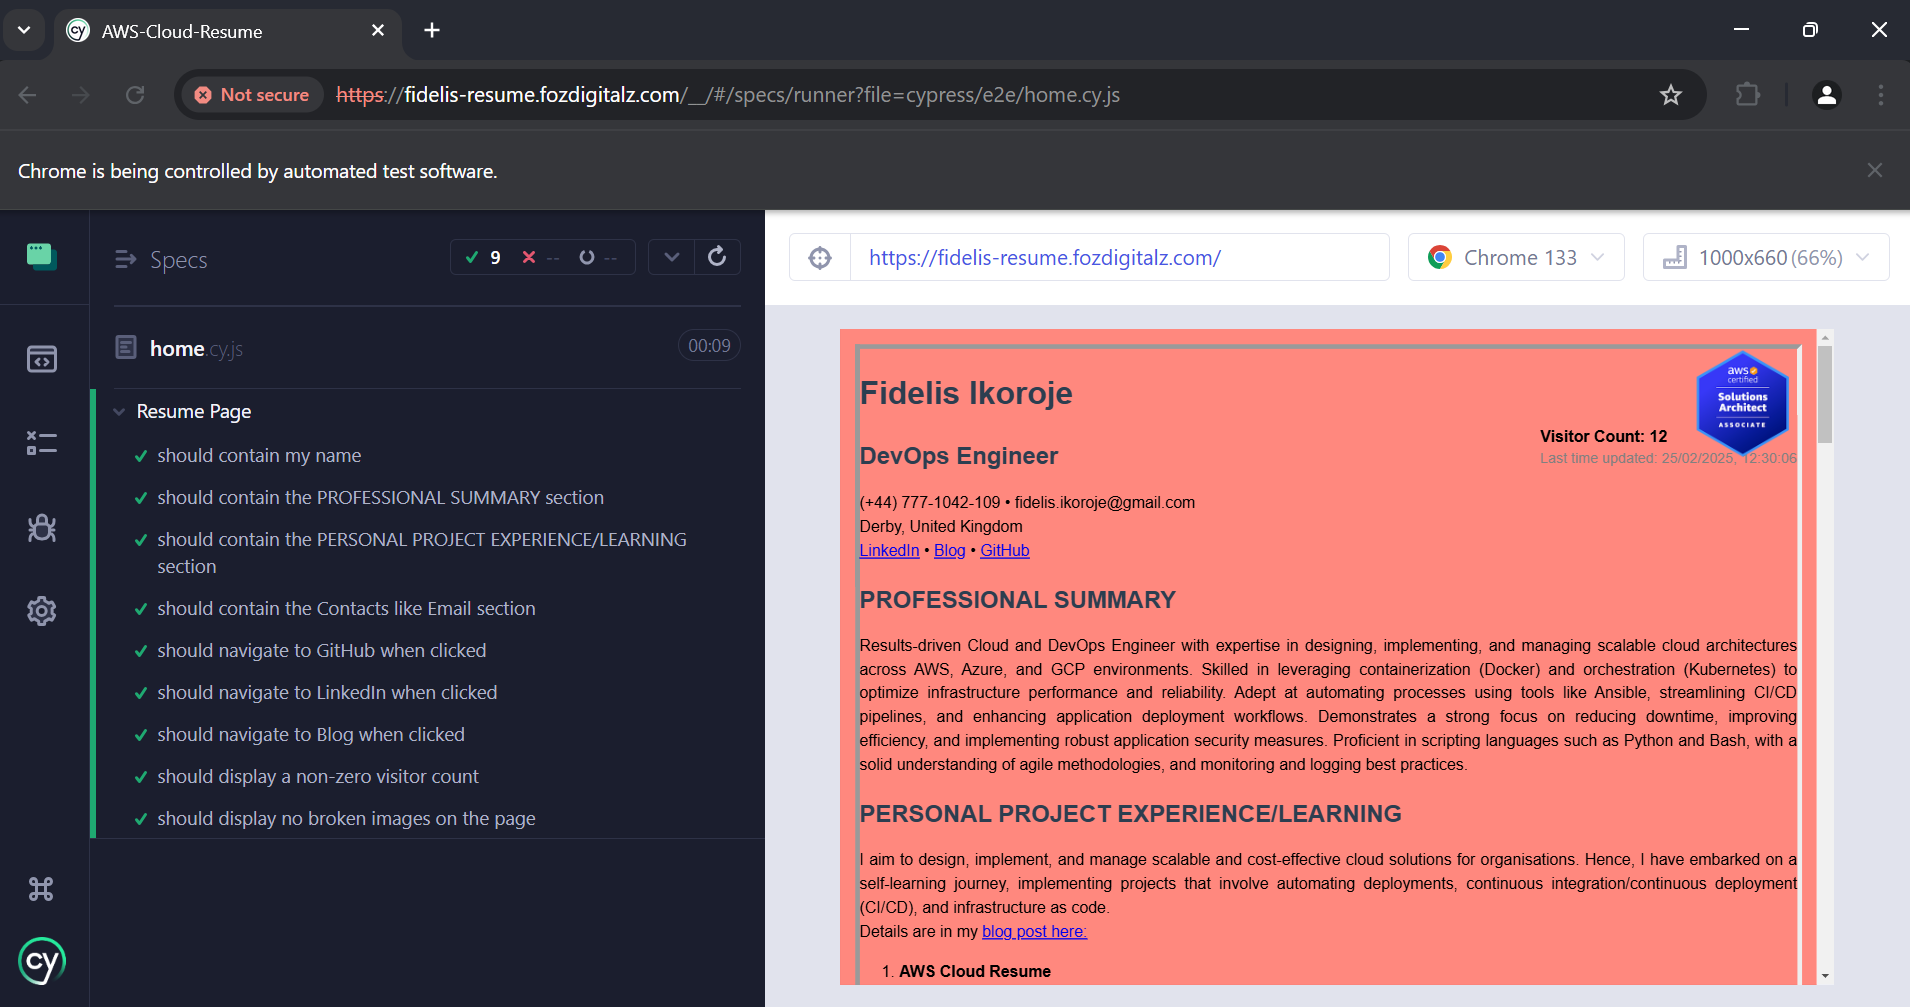 AWS-Cloud-Resume
Not secure https://fidelis-resume.fozdigitalz.com/__/#/specs/runner?file=cypress/e2e/home.cy.js
Chrome is being controlled by automated test software.
Specs
9 -- --
https://fidelis-resume.fozdigitalz.com/
Chrome 133
1000x660 (66%)
home.cy.js
00:09
Resume Page
should contain my name
should contain the PROFESSIONAL SUMMARY section
should contain the PERSONAL PROJECT EXPERIENCE/LEARNING
section
should contain the Contacts like Email section
should navigate to GitHub when clicked
should navigate to LinkedIn when clicked
should navigate to Blog when clicked
should display a non-zero visitor count
should display no broken images on the page
cy
Fidelis Ikoroje
aws
certified
Solutions
Architect
ASSOCIATE
Visitor Count: 12
Last time updated: 25/02/2025, 12:30:06
DevOps Engineer
(+44) 777-1042-109 • fidelis.ikoroje@gmail.com
Derby, United Kingdom
LinkedIn • Blog • GitHub
PROFESSIONAL SUMMARY
Results-driven Cloud and DevOps Engineer with expertise in designing, implementing, and managing scalable cloud architectures
across AWS, Azure, and GCP environments. Skilled in leveraging containerization (Docker) and orchestration (Kubernetes) to
optimize infrastructure performance and reliability. Adept at automating processes using tools like Ansible, streamlining CI/CD
pipelines, and enhancing application deployment workflows. Demonstrates a strong focus on reducing downtime, improving
efficiency, and implementing robust application security measures. Proficient in scripting languages such as Python and Bash, with a
solid understanding of agile methodologies, and monitoring and logging best practices.
PERSONAL PROJECT EXPERIENCE/LEARNING
I aim to design, implement, and manage scalable and cost-effective cloud solutions for organisations. Hence, I have embarked on a
self-learning journey, implementing projects that involve automating deployments, continuous integration/continuous deployment
(CI/CD), and infrastructure as code.
Details are in my blog post here:
1. AWS Cloud Resume